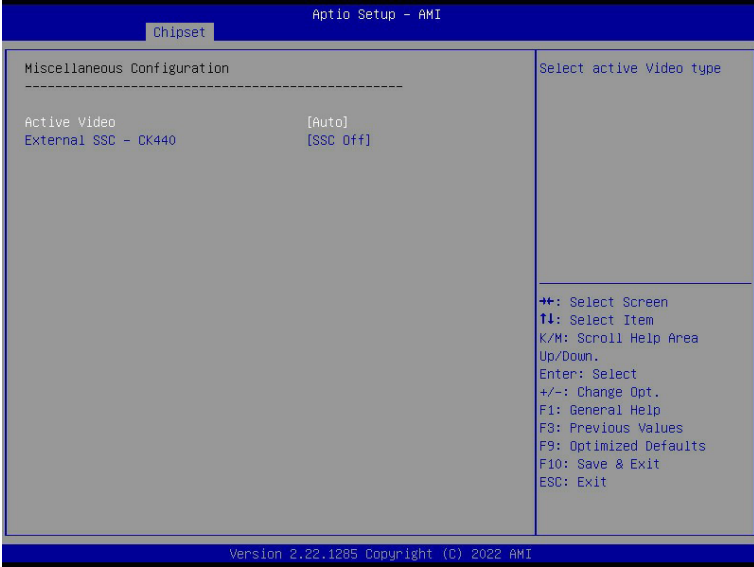 Aptio Setup - AMI
Chipset
Miscellaneous Configuration
--------------------------------------------------
Active Video [Auto]
External SSC - CK440 [SSC Off]
Select active Video type
→←: Select Screen
↑↓: Select Item
K/M: Scroll Help Area
Up/Down.
Enter: Select
+/-: Change Opt.
F1: General Help
F3: Previous Values
F9: Optimized Defaults
F10: Save & Exit
ESC: Exit
Version 2.22.1285 Copyright (C) 2022 AMI